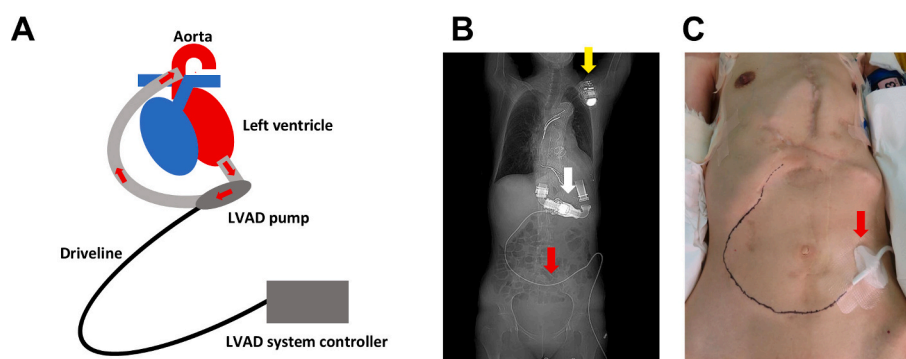 A
B
C
Aorta
Left ventricle
LVAD pump
Driveline
LVAD system controller